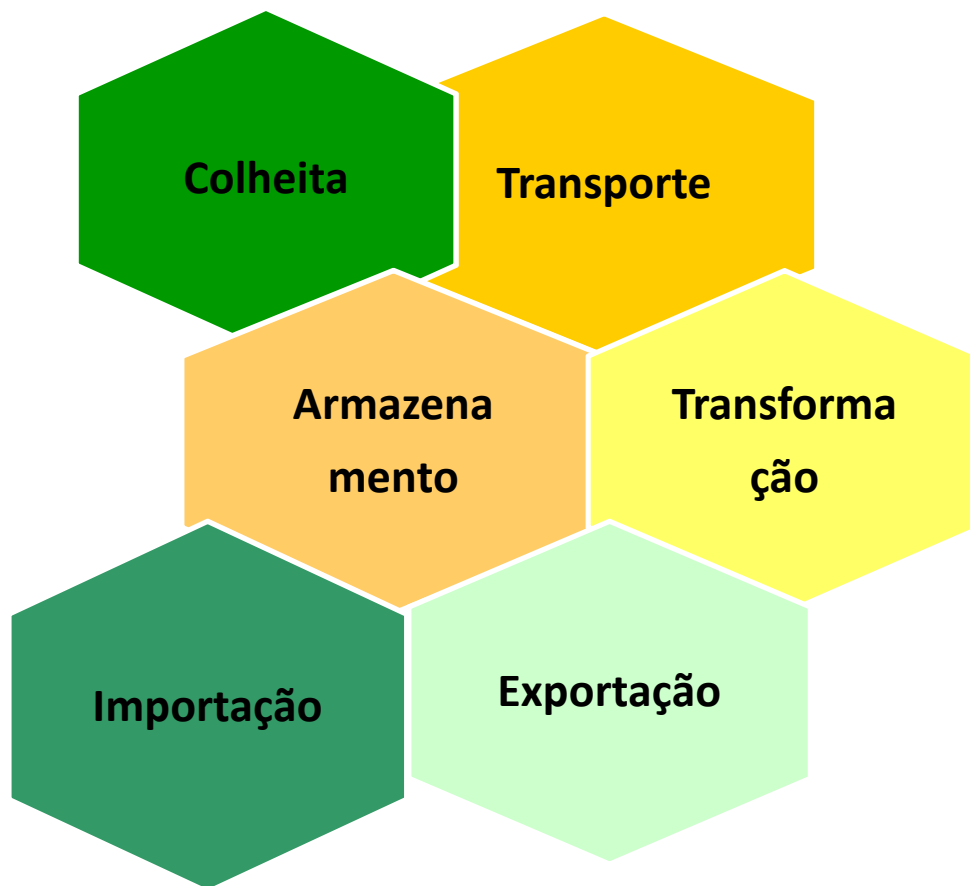 Colheita
Transporte
Armazena
mento
Transforma
ção
Importação
Exportação